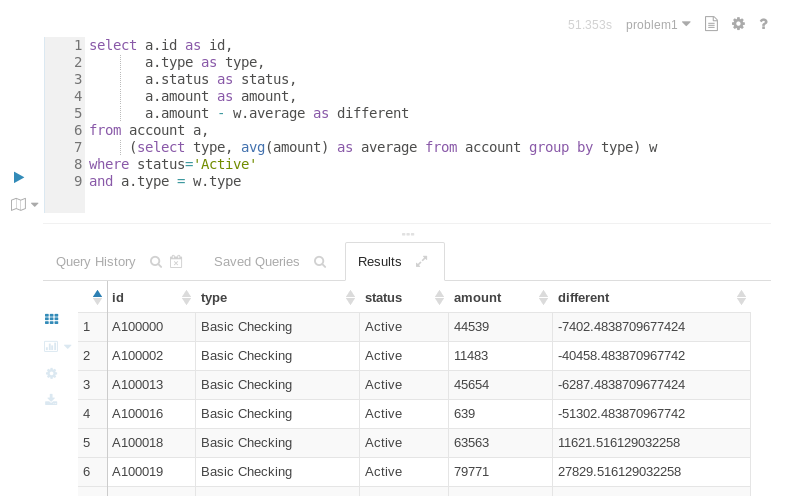 51.353s problem1 ?
1 select a.id as id,
2 a.type as type,
3 a.status as status,
4 a.amount as amount,
5 a.amount - w.average as different
6 from account a,
7 (select type, avg(amount) as average from account group by type) w
8 where status='Active'
9 and a.type = w.type
Query History Saved Queries Results
id type status amount different
1 A100000 Basic Checking Active 44539 -7402.4838709677424
2 A100002 Basic Checking Active 11483 -40458.483870967742
3 A100013 Basic Checking Active 45654 -6287.4838709677424
4 A100016 Basic Checking Active 639 -51302.483870967742
5 A100018 Basic Checking Active 63563 11621.516129032258
6 A100019 Basic Checking Active 79771 27829.516129032258